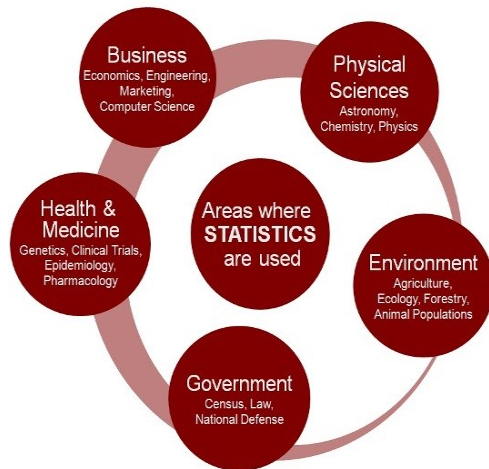 Business
Economics, Engineering,
Marketing,
Computer Science
Physical
Sciences
Astronomy,
Chemistry, Physics
Health &
Medicine
Genetics, Clinical Trials,
Epidemiology,
Pharmacology
Areas where
STATISTICS
are used
Environment
Agriculture,
Ecology, Forestry,
Animal Populations
Government
Census, Law,
National Defense